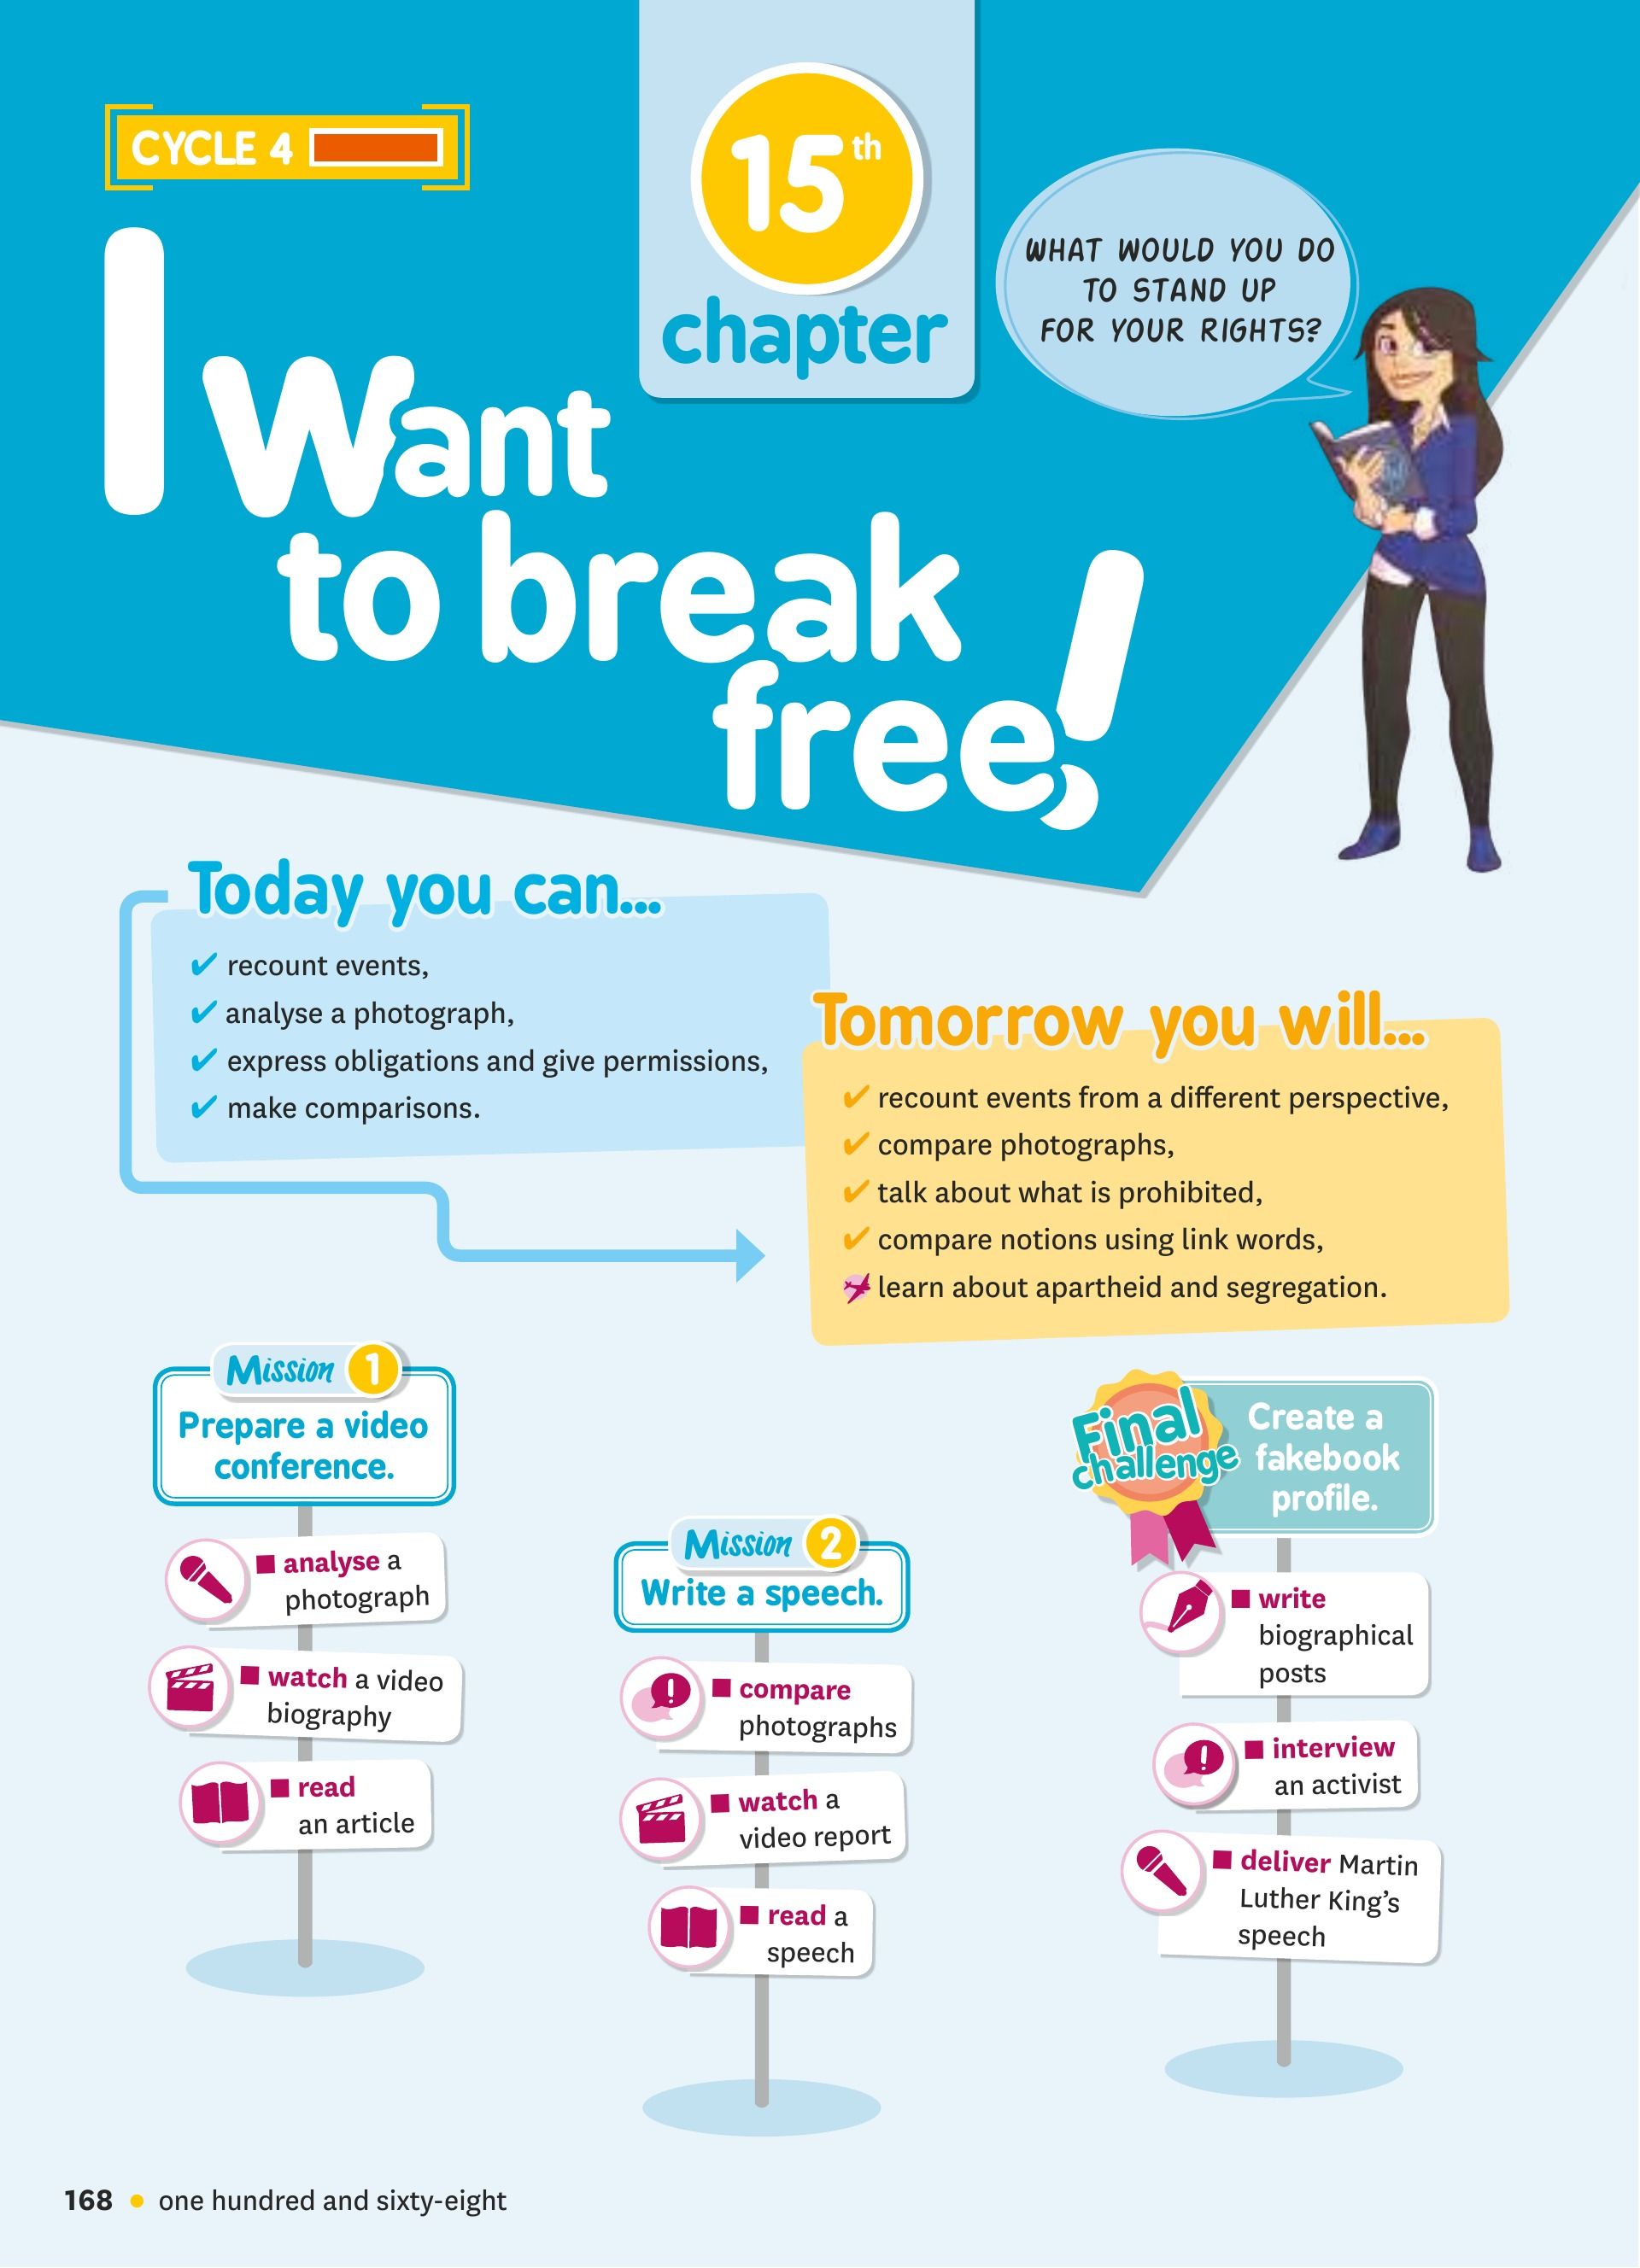 CYCLE 4
15th
chapter
WHAT WOULD YOU DO
TO STAND UP
FOR YOUR RIGHTS?
I Want
to break
free!
Today you can...
✔ recount events,
✔ analyse a photograph,
✔ express obligations and give permissions,
✔ make comparisons.
Tomorrow you will...
✔ recount events from a different perspective,
✔ compare photographs,
✔ talk about what is prohibited,
✔ compare notions using link words,
learn about apartheid and segregation.
Mission 1
Prepare a video
conference.
■ analyse a
photograph
■ watch a video
biography
■ read
an article
Mission 2
Write a speech.
■ compare
photographs
■ watch a
video report
■ read a
speech
Final
challenge
Create a
fakebook
profile.
■ write
biographical
posts
■ interview
an activist
■ deliver Martin
Luther King's
speech
168 • one hundred and sixty-eight